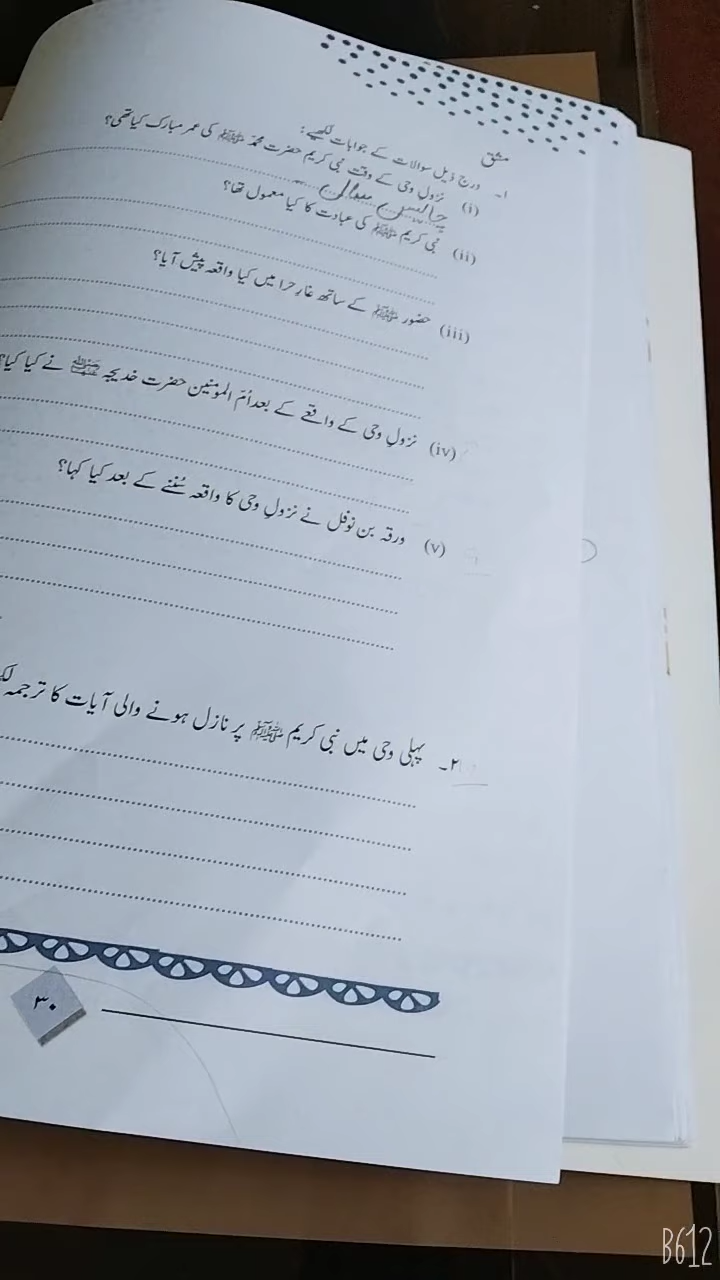 مشق
۱۔ درج ذیل سوالات کے جوابات لکھیے:
(i) نزولِ وحی کے وقت نبی کریم حضرت محمد ﷺ کی عمر مبارک کیا تھی؟
چالیس سال
(ii) نبی کریم ﷺ کی عبادت کا کیا معمول تھا؟
(iii) حضور ﷺ کے ساتھ غارِ حرا میں کیا واقعہ پیش آیا؟
(iv) نزولِ وحی کے واقعے کے بعد اُمّ المومنین حضرت خدیجہ نے کیا کیا؟
(v) ورقہ بن نوفل نے نزولِ وحی کا واقعہ سُننے کے بعد کیا کہا؟
۲۔ پہلی وحی میں نبی کریم ﷺ پر نازل ہونے والی آیات کا ترجمہ
۳۰
B612